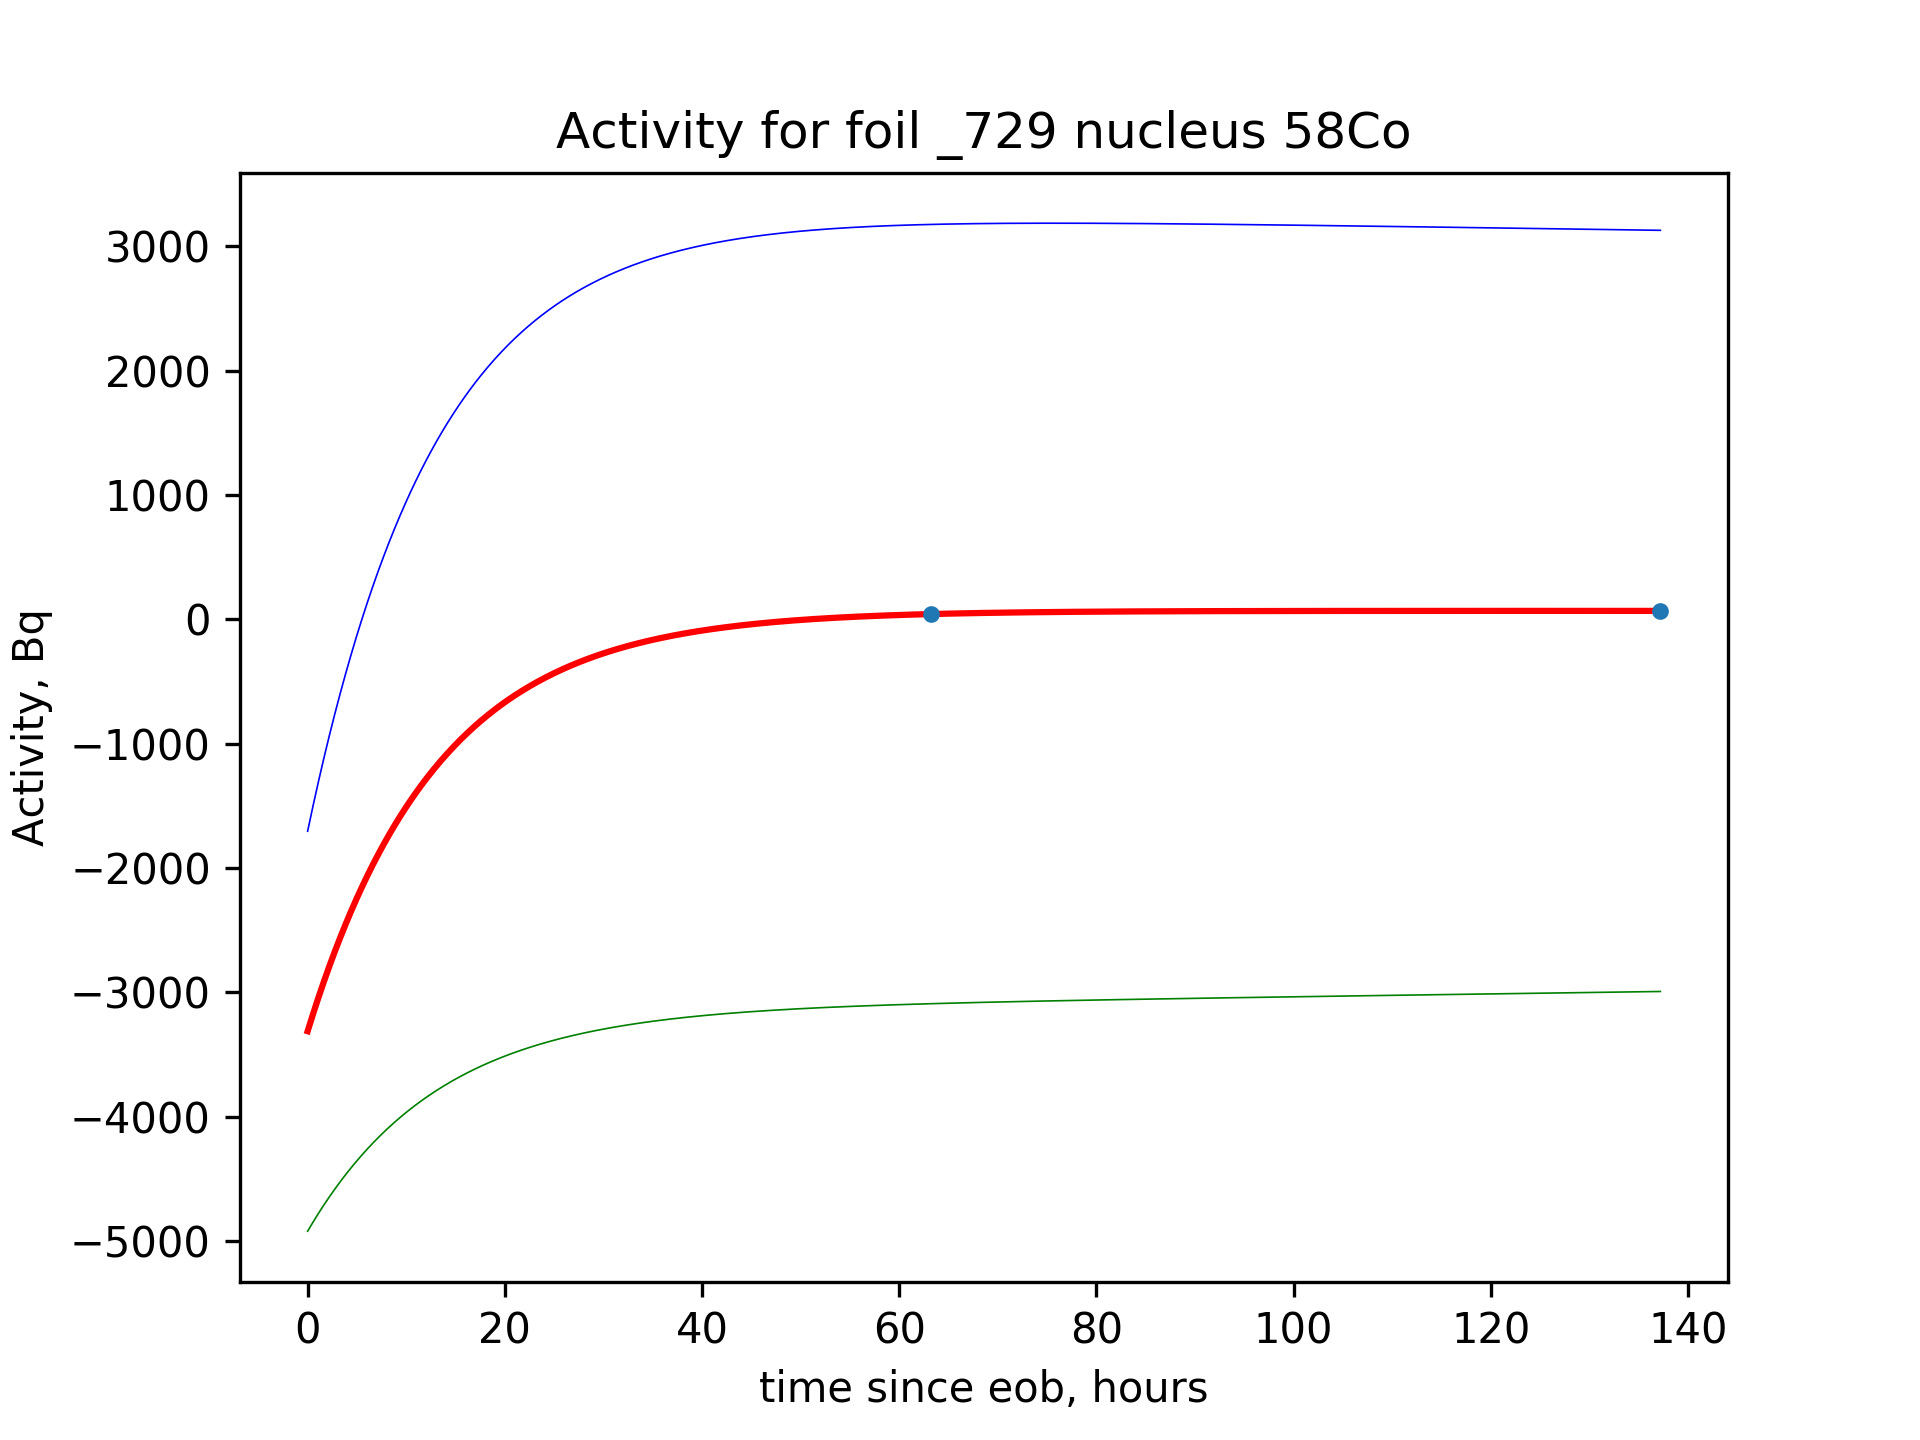 Activity for foil _729 nucleus 58Co
Activity, Bq
3000
2000
1000
0
−1000
−2000
−3000
−4000
−5000
0 20 40 60 80 100 120 140
time since eob, hours